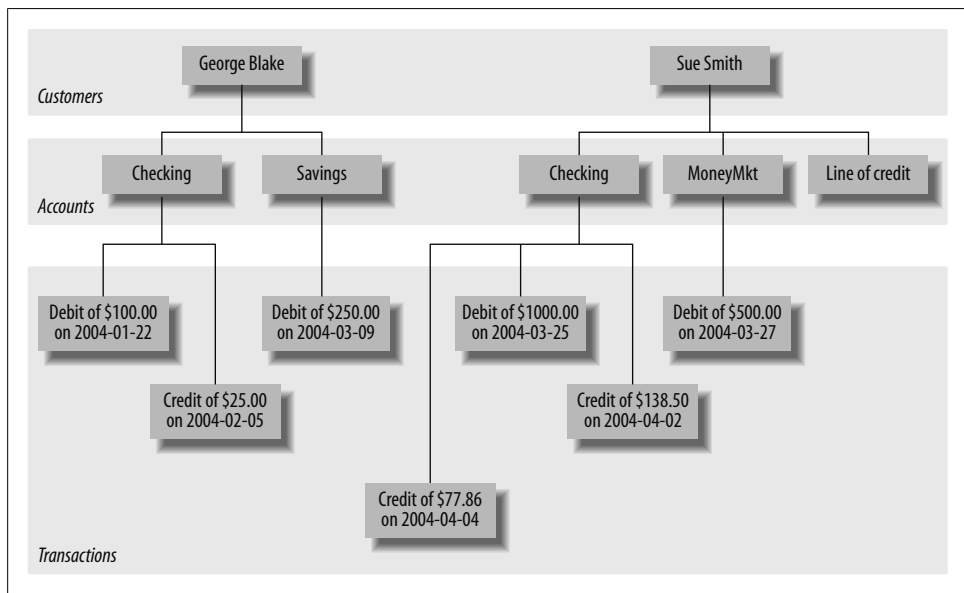 George Blake
Sue Smith
Customers
Checking
Savings
Checking
MoneyMkt
Line of credit
Accounts
Debit of $100.00
on 2004-01-22
Debit of $250.00
on 2004-03-09
Debit of $1000.00
on 2004-03-25
Debit of $500.00
on 2004-03-27
Credit of $25.00
on 2004-02-05
Credit of $138.50
on 2004-04-02
Credit of $77.86
on 2004-04-04
Transactions